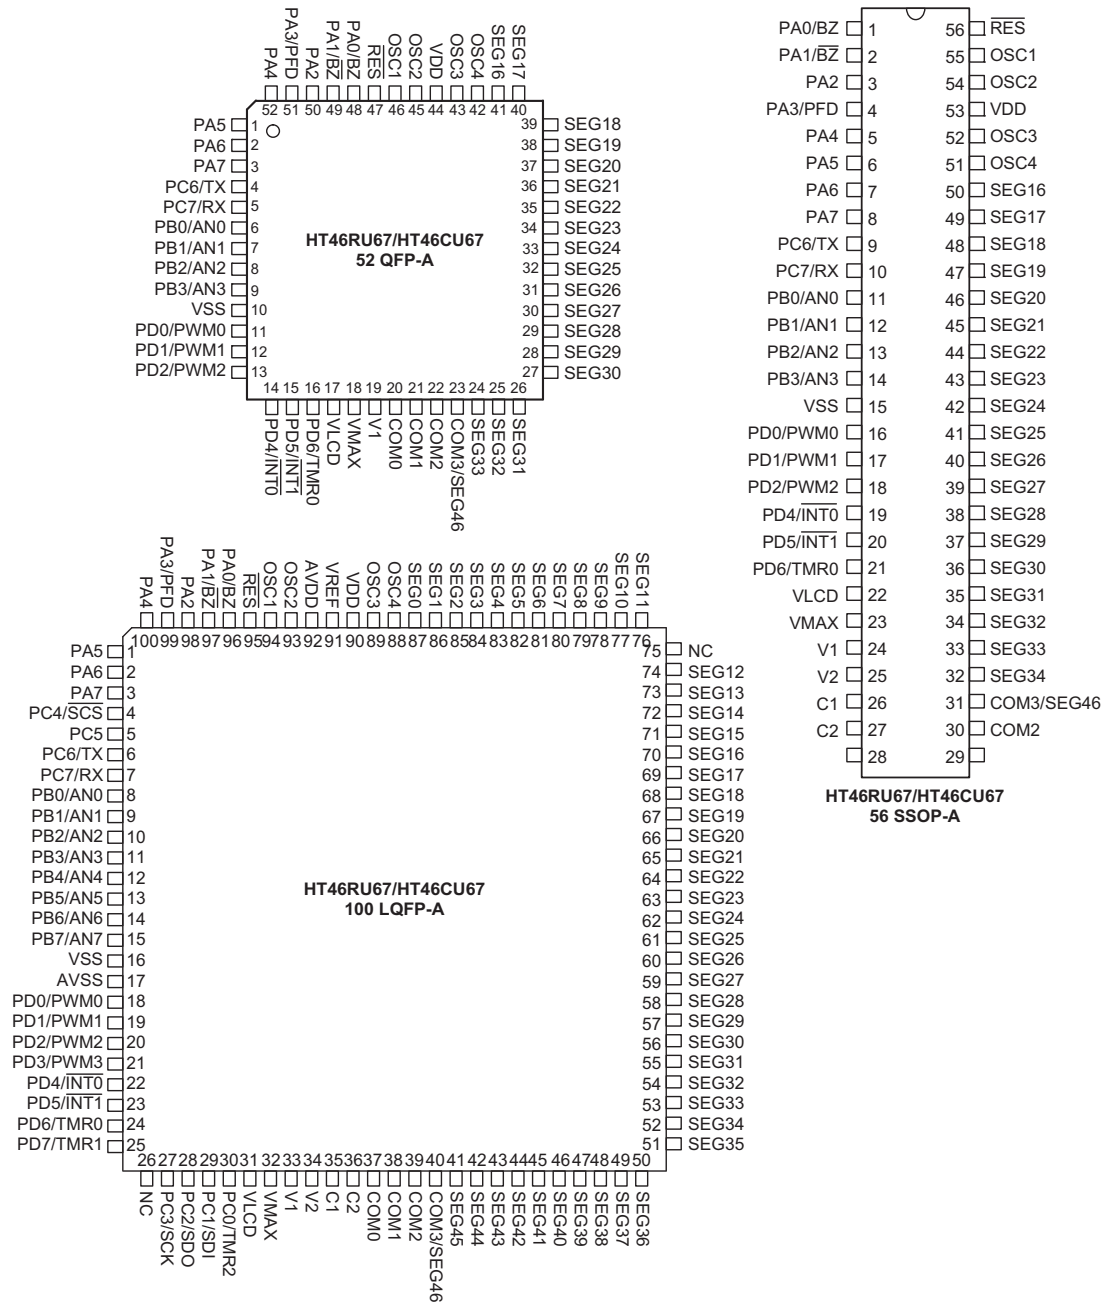 PA4 PA3/PFD PA2 PA1/B̅Z̅ PA0/BZ R̅E̅S̅ OSC1 OSC2 VDD OSC3 OSC4 SEG16 SEG17
52 51 50 49 48 47 46 45 44 43 42 41 40
PA5 1 39 SEG18
PA6 2 38 SEG19
PA7 3 37 SEG20
PC6/TX 4 36 SEG21
PC7/RX 5 35 SEG22
PB0/AN0 6 34 SEG23
PB1/AN1 7 33 SEG24
PB2/AN2 8 32 SEG25
PB3/AN3 9 31 SEG26
VSS 10 30 SEG27
PD0/PWM0 11 29 SEG28
PD1/PWM1 12 28 SEG29
PD2/PWM2 13 27 SEG30
HT46RU67/HT46CU67
52 QFP-A
14 15 16 17 18 19 20 21 22 23 24 25 26
PD4/I̅N̅T̅0̅ PD5/I̅N̅T̅1̅ PD6/TMR0 VLCD VMAX V1 COM0 COM1 COM2 COM3/SEG46 SEG33 SEG32 SEG31
PA0/BZ 1 56 R̅E̅S̅
PA1/B̅Z̅ 2 55 OSC1
PA2 3 54 OSC2
PA3/PFD 4 53 VDD
PA4 5 52 OSC3
PA5 6 51 OSC4
PA6 7 50 SEG16
PA7 8 49 SEG17
PC6/TX 9 48 SEG18
PC7/RX 10 47 SEG19
PB0/AN0 11 46 SEG20
PB1/AN1 12 45 SEG21
PB2/AN2 13 44 SEG22
PB3/AN3 14 43 SEG23
VSS 15 42 SEG24
PD0/PWM0 16 41 SEG25
PD1/PWM1 17 40 SEG26
PD2/PWM2 18 39 SEG27
PD4/I̅N̅T̅0̅ 19 38 SEG28
PD5/I̅N̅T̅1̅ 20 37 SEG29
PD6/TMR0 21 36 SEG30
VLCD 22 35 SEG31
VMAX 23 34 SEG32
V1 24 33 SEG33
V2 25 32 SEG34
C1 26 31 COM3/SEG46
C2 27 30 COM2
28 29
HT46RU67/HT46CU67
56 SSOP-A
PA4 PA3/PFD PA2 PA1/B̅Z̅ PA0/BZ R̅E̅S̅ OSC1 OSC2 AVDD VREF VDD OSC3 OSC4 SEG0 SEG1 SEG2 SEG3 SEG4 SEG5 SEG6 SEG7 SEG8 SEG9 SEG10 SEG11
100 99 98 97 96 95 94 93 92 91 90 89 88 87 86 85 84 83 82 81 80 79 78 77 76
PA5 1 75 NC
PA6 2 74 SEG12
PA7 3 73 SEG13
PC4/S̅C̅S̅ 4 72 SEG14
PC5 5 71 SEG15
PC6/TX 6 70 SEG16
PC7/RX 7 69 SEG17
PB0/AN0 8 68 SEG18
PB1/AN1 9 67 SEG19
PB2/AN2 10 66 SEG20
PB3/AN3 11 65 SEG21
PB4/AN4 12 64 SEG22
PB5/AN5 13 63 SEG23
PB6/AN6 14 62 SEG24
PB7/AN7 15 61 SEG25
VSS 16 60 SEG26
AVSS 17 59 SEG27
PD0/PWM0 18 58 SEG28
PD1/PWM1 19 57 SEG29
PD2/PWM2 20 56 SEG30
PD3/PWM3 21 55 SEG31
PD4/I̅N̅T̅0̅ 22 54 SEG32
PD5/I̅N̅T̅1̅ 23 53 SEG33
PD6/TMR0 24 52 SEG34
PD7/TMR1 25 51 SEG35
HT46RU67/HT46CU67
100 LQFP-A
26 27 28 29 30 31 32 33 34 35 36 37 38 39 40 41 42 43 44 45 46 47 48 49 50
NC PC3/SCK PC2/SDO PC1/SDI PC0/TMR2 VLCD VMAX V1 V2 C1 C2 COM0 COM1 COM2 COM3/SEG46 SEG45 SEG44 SEG43 SEG42 SEG41 SEG40 SEG39 SEG38 SEG37 SEG36